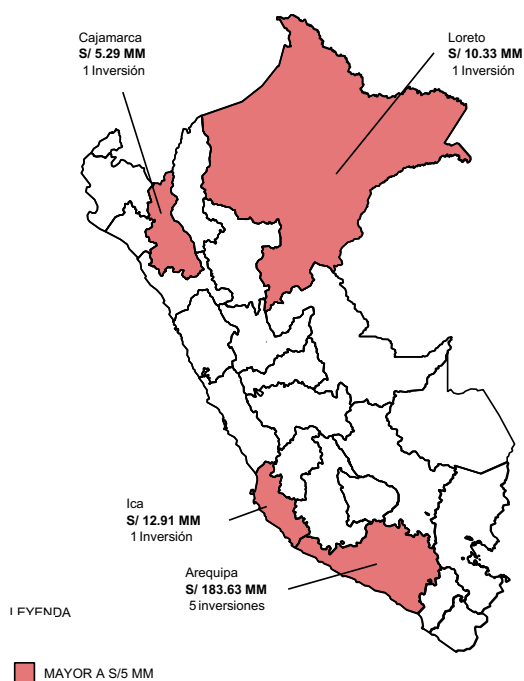 Cajamarca
S/ 5.29 MM
1 Inversión
Loreto
S/ 10.33 MM
1 Inversión
Ica
S/ 12.91 MM
1 Inversión
Arequipa
S/ 183.63 MM
5 inversiones
LEYENDA
MAYOR A S/5 MM